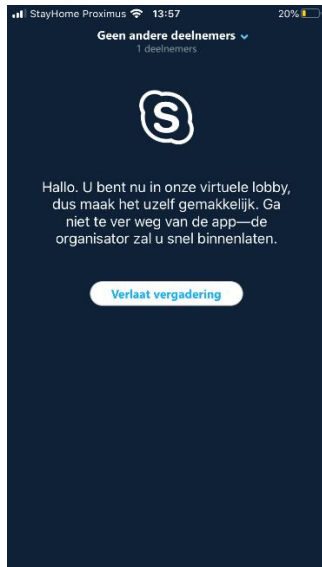 StayHome Proximus 13:57 20%
Geen andere deelnemers
1 deelnemers
S
Hallo. U bent nu in onze virtuele lobby,
dus maak het uzelf gemakkelijk. Ga
niet te ver weg van de app—de
organisator zal u snel binnenlaten.
Verlaat vergadering